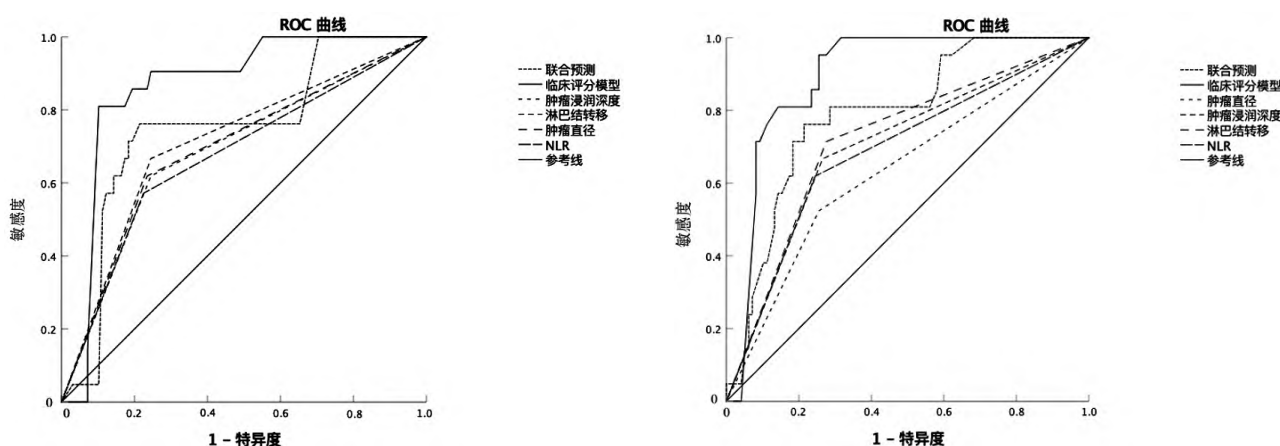 ROC 曲线
1.0
0.8
0.6
0.4
0.2
0
敏感度
0
0.2
0.4
0.6
0.8
1.0
1 – 特异度
联合预测
临床评分模型
肿瘤浸润深度
淋巴结转移
肿瘤直径
NLR
参考线
ROC 曲线
1.0
0.8
0.6
0.4
0.2
0
敏感度
0
0.2
0.4
0.6
0.8
1.0
1 – 特异度
联合预测
临床评分模型
肿瘤直径
肿瘤浸润深度
淋巴结转移
NLR
参考线